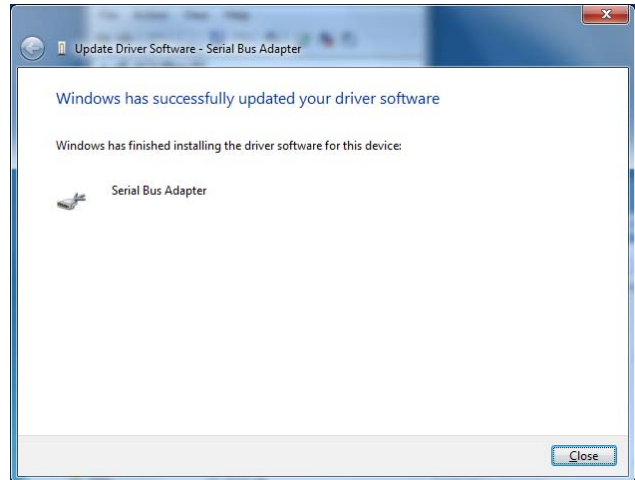 Update Driver Software - Serial Bus Adapter
Windows has successfully updated your driver software
Windows has finished installing the driver software for this device:
Serial Bus Adapter
Close